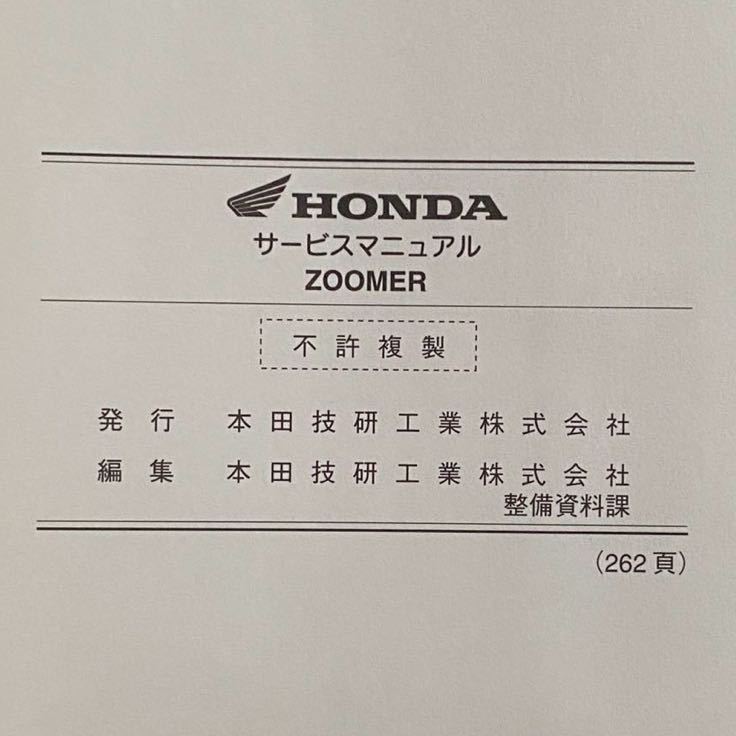 HONDA
サービスマニュアル
ZOOMER
不許複製
発行 本田技研工業株式会社
編集 本田技研工業株式会社
整備資料課
(262頁)